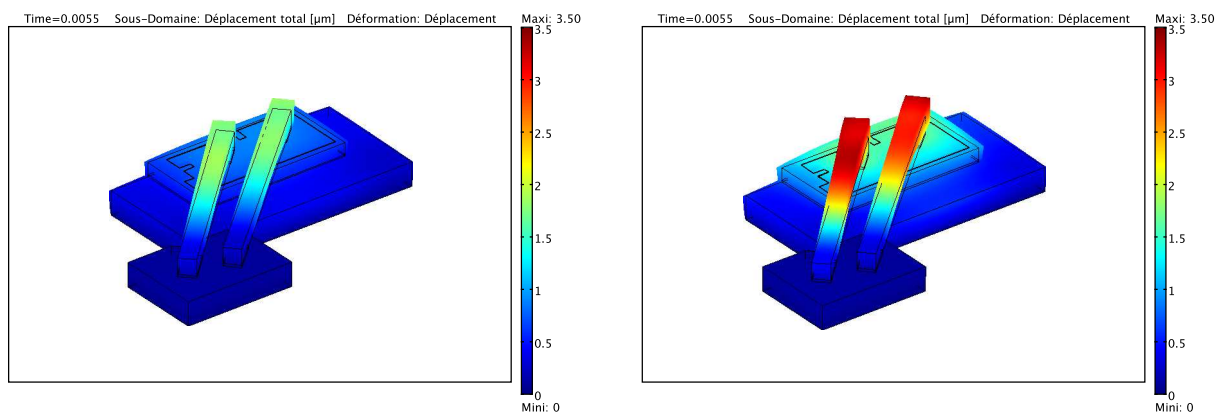 Time=0.0055 Sous-Domaine: Déplacement total [µm] Déformation: Déplacement
Maxi: 3.50
3.5
3
2.5
2
1.5
1
0.5
0
Mini: 0
Time=0.0055 Sous-Domaine: Déplacement total [µm] Déformation: Déplacement
Maxi: 3.50
3.5
3
2.5
2
1.5
1
0.5
0
Mini: 0